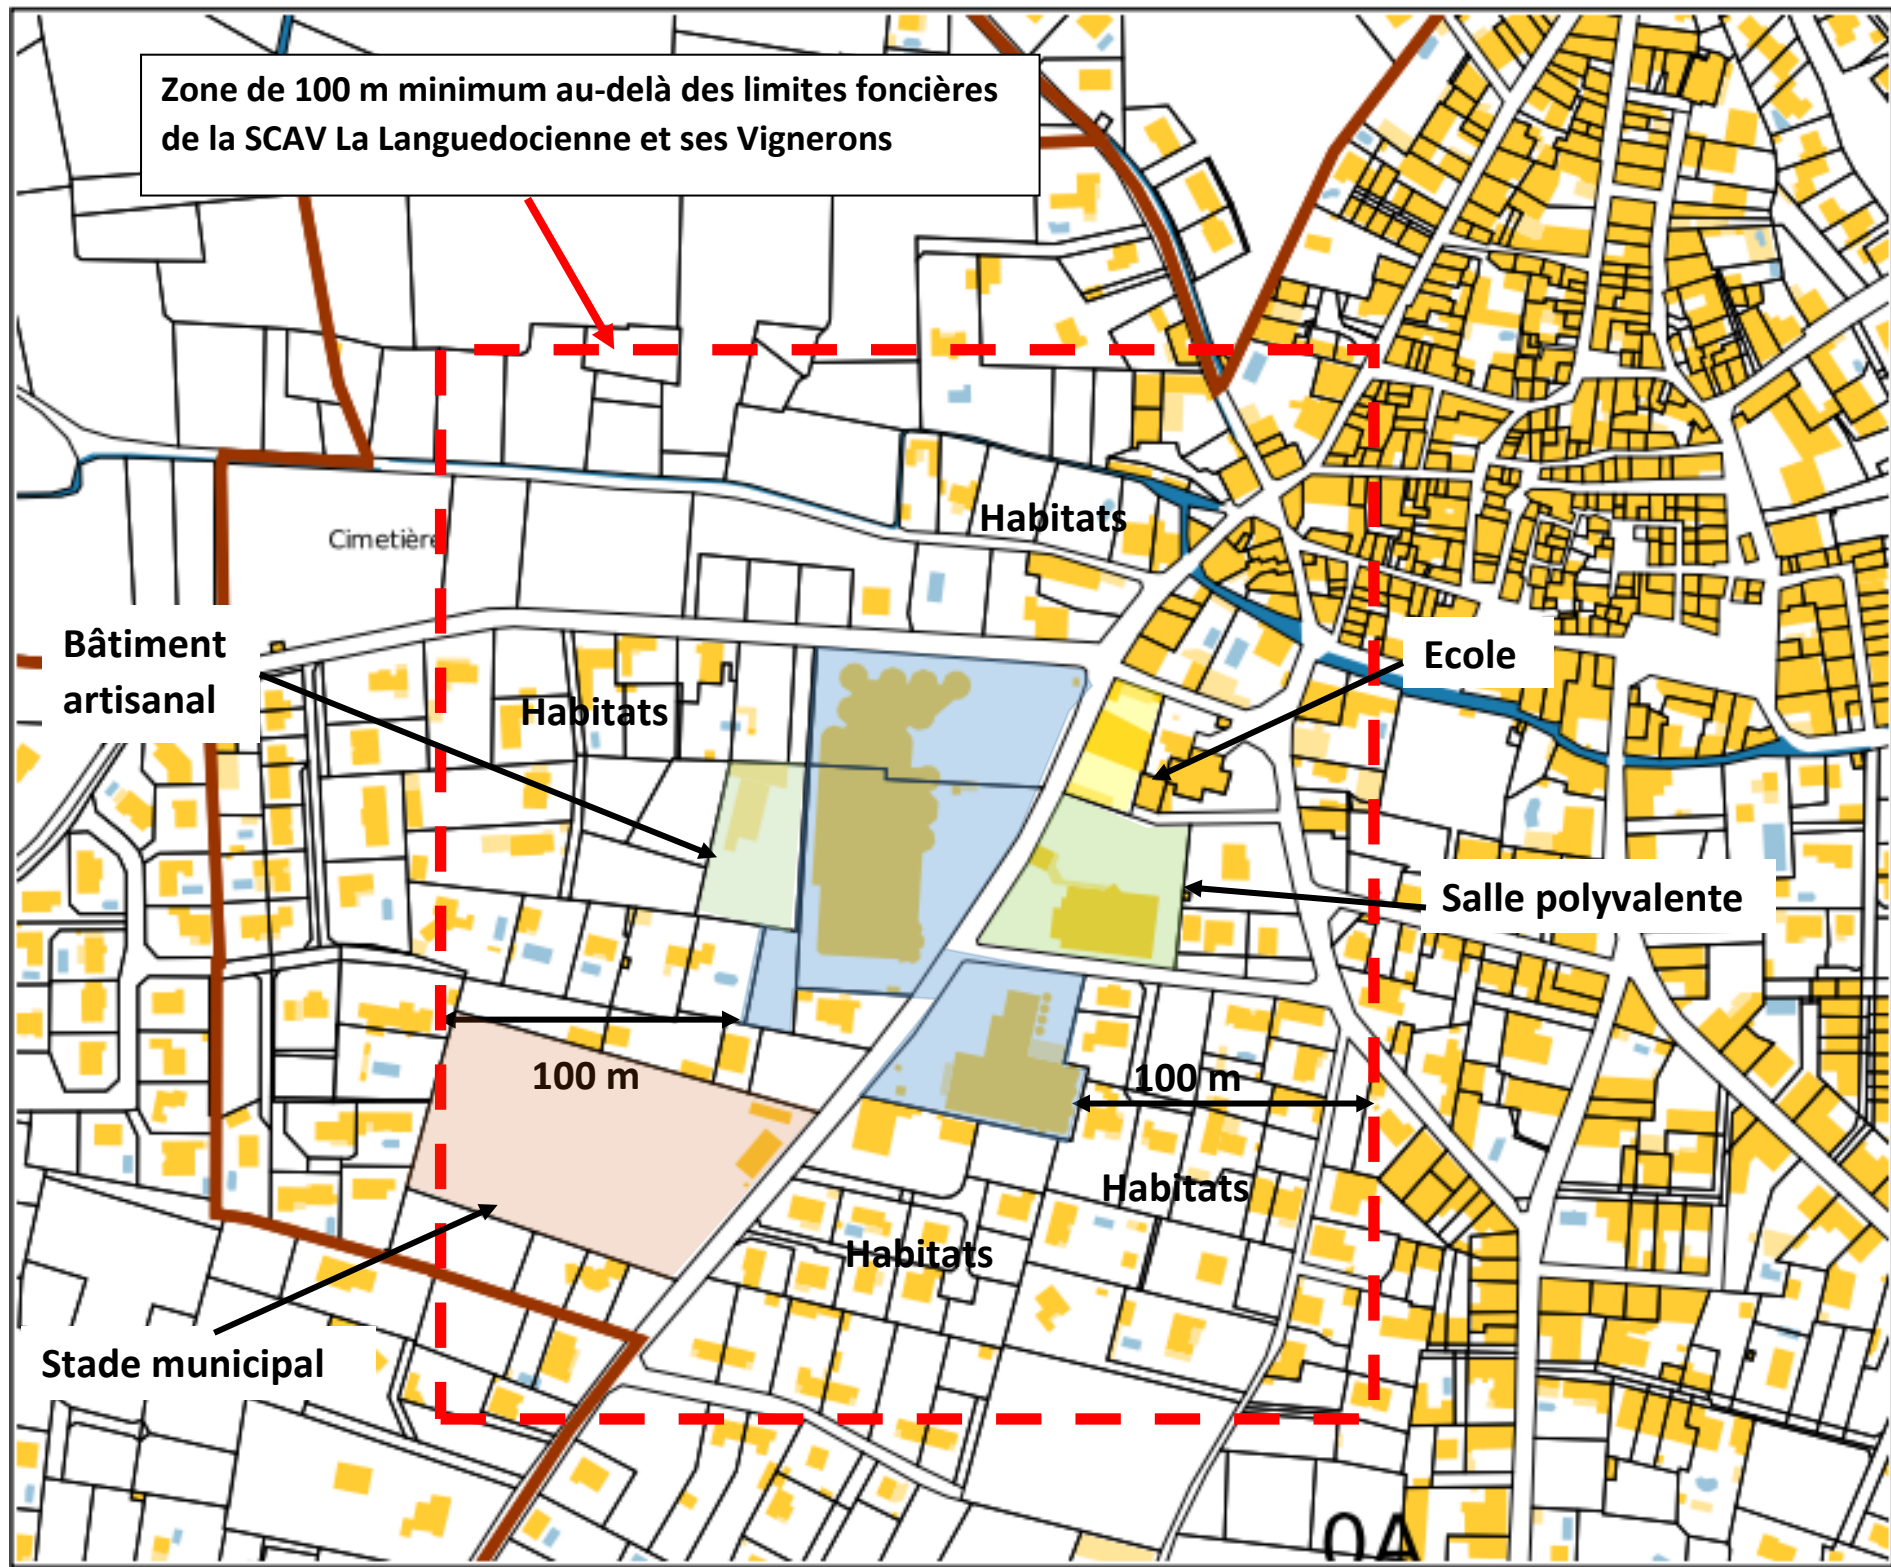 Zone de 100 m minimum au-delà des limites foncières
de la SCAV La Languedocienne et ses Vignerons
Habitats
Cimetière
Bâtiment
artisanal
Ecole
Habitats
Salle polyvalente
100 m
100 m
Habitats
Habitats
Stade municipal
0A